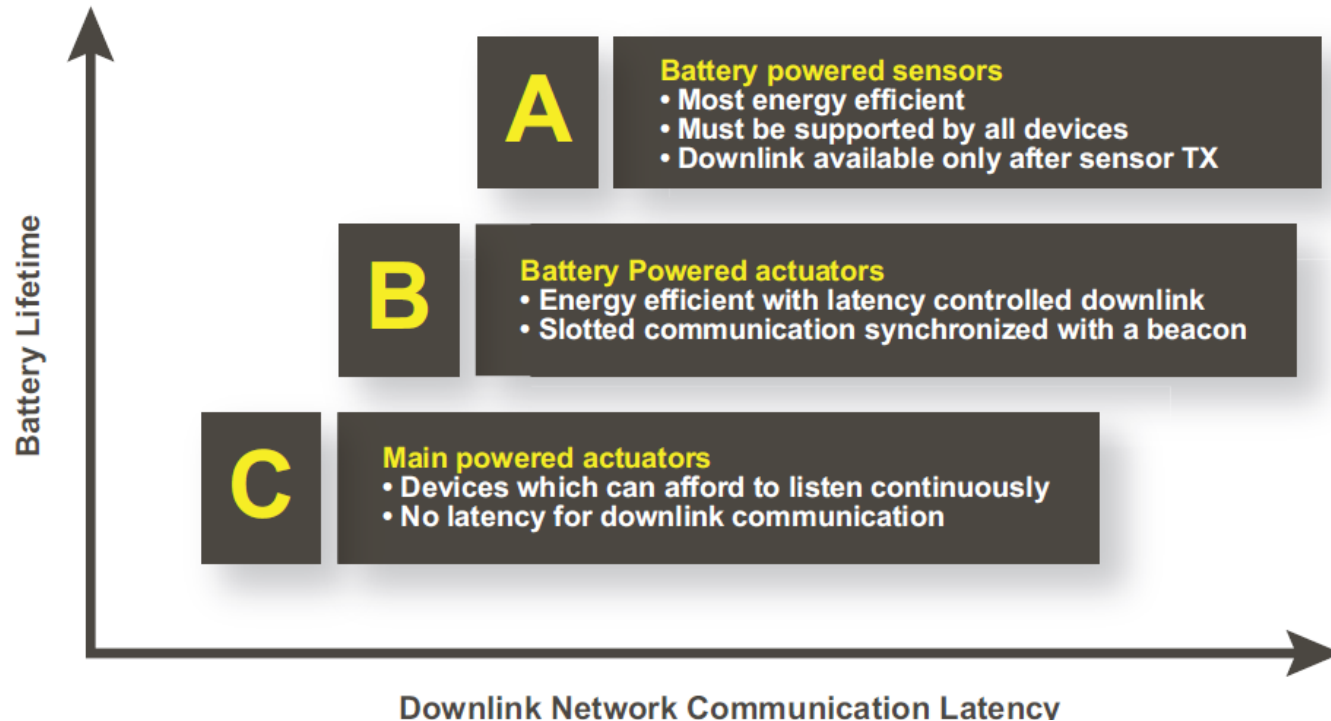 Battery Lifetime
A
Battery powered sensors
• Most energy efficient
• Must be supported by all devices
• Downlink available only after sensor TX
B
Battery Powered actuators
• Energy efficient with latency controlled downlink
• Slotted communication synchronized with a beacon
C
Main powered actuators
• Devices which can afford to listen continuously
• No latency for downlink communication
Downlink Network Communication Latency